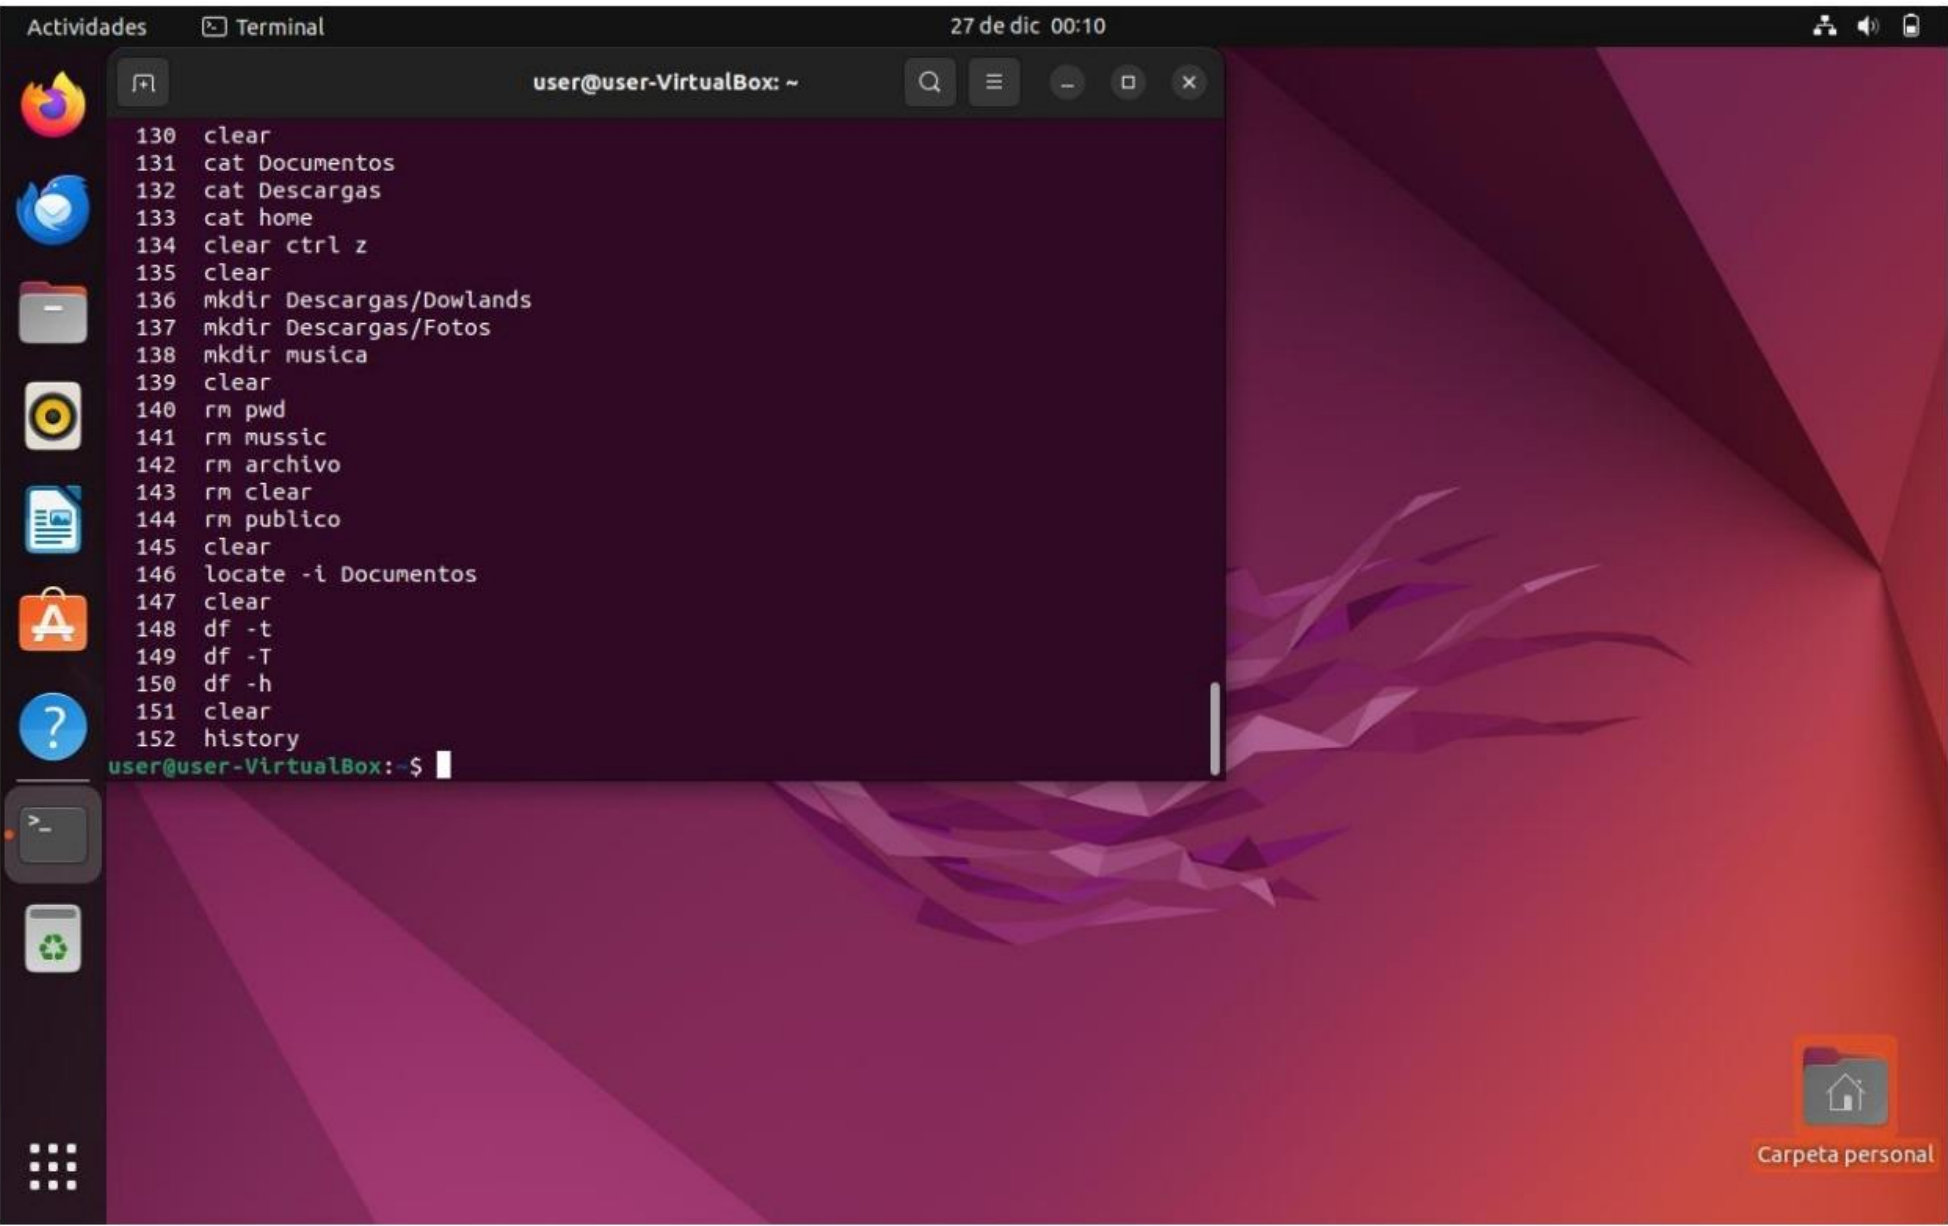 Actividades Terminal 27 de dic 00:10
user@user-VirtualBox: ~
130 clear
131 cat Documentos
132 cat Descargas
133 cat home
134 clear ctrl z
135 clear
136 mkdir Descargas/Dowlands
137 mkdir Descargas/Fotos
138 mkdir musica
139 clear
140 rm pwd
141 rm mussic
142 rm archivo
143 rm clear
144 rm publico
145 clear
146 locate -i Documentos
147 clear
148 df -t
149 df -T
150 df -h
151 clear
152 history
user@user-VirtualBox:~$
Carpeta personal